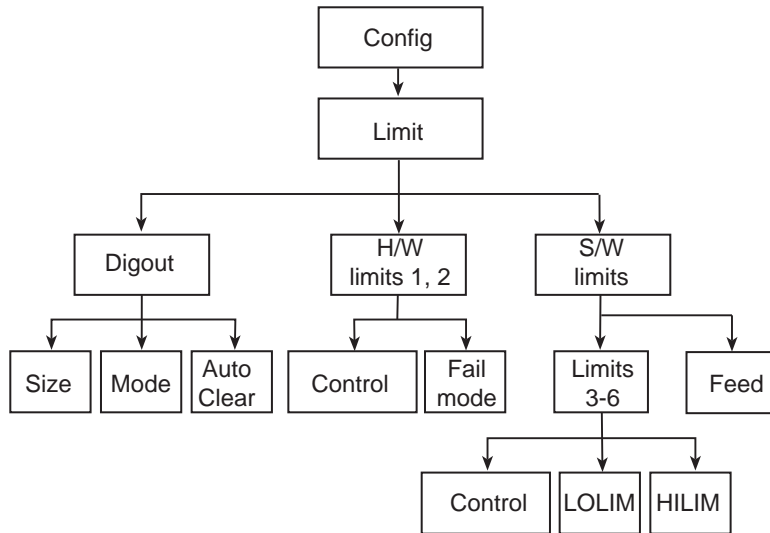 Config
Limit
Digout
H/W
limits 1, 2
S/W
limits
Size
Mode
Auto
Clear
Control
Fail
mode
Limits
3-6
Feed
Control
LOLIM
HILIM